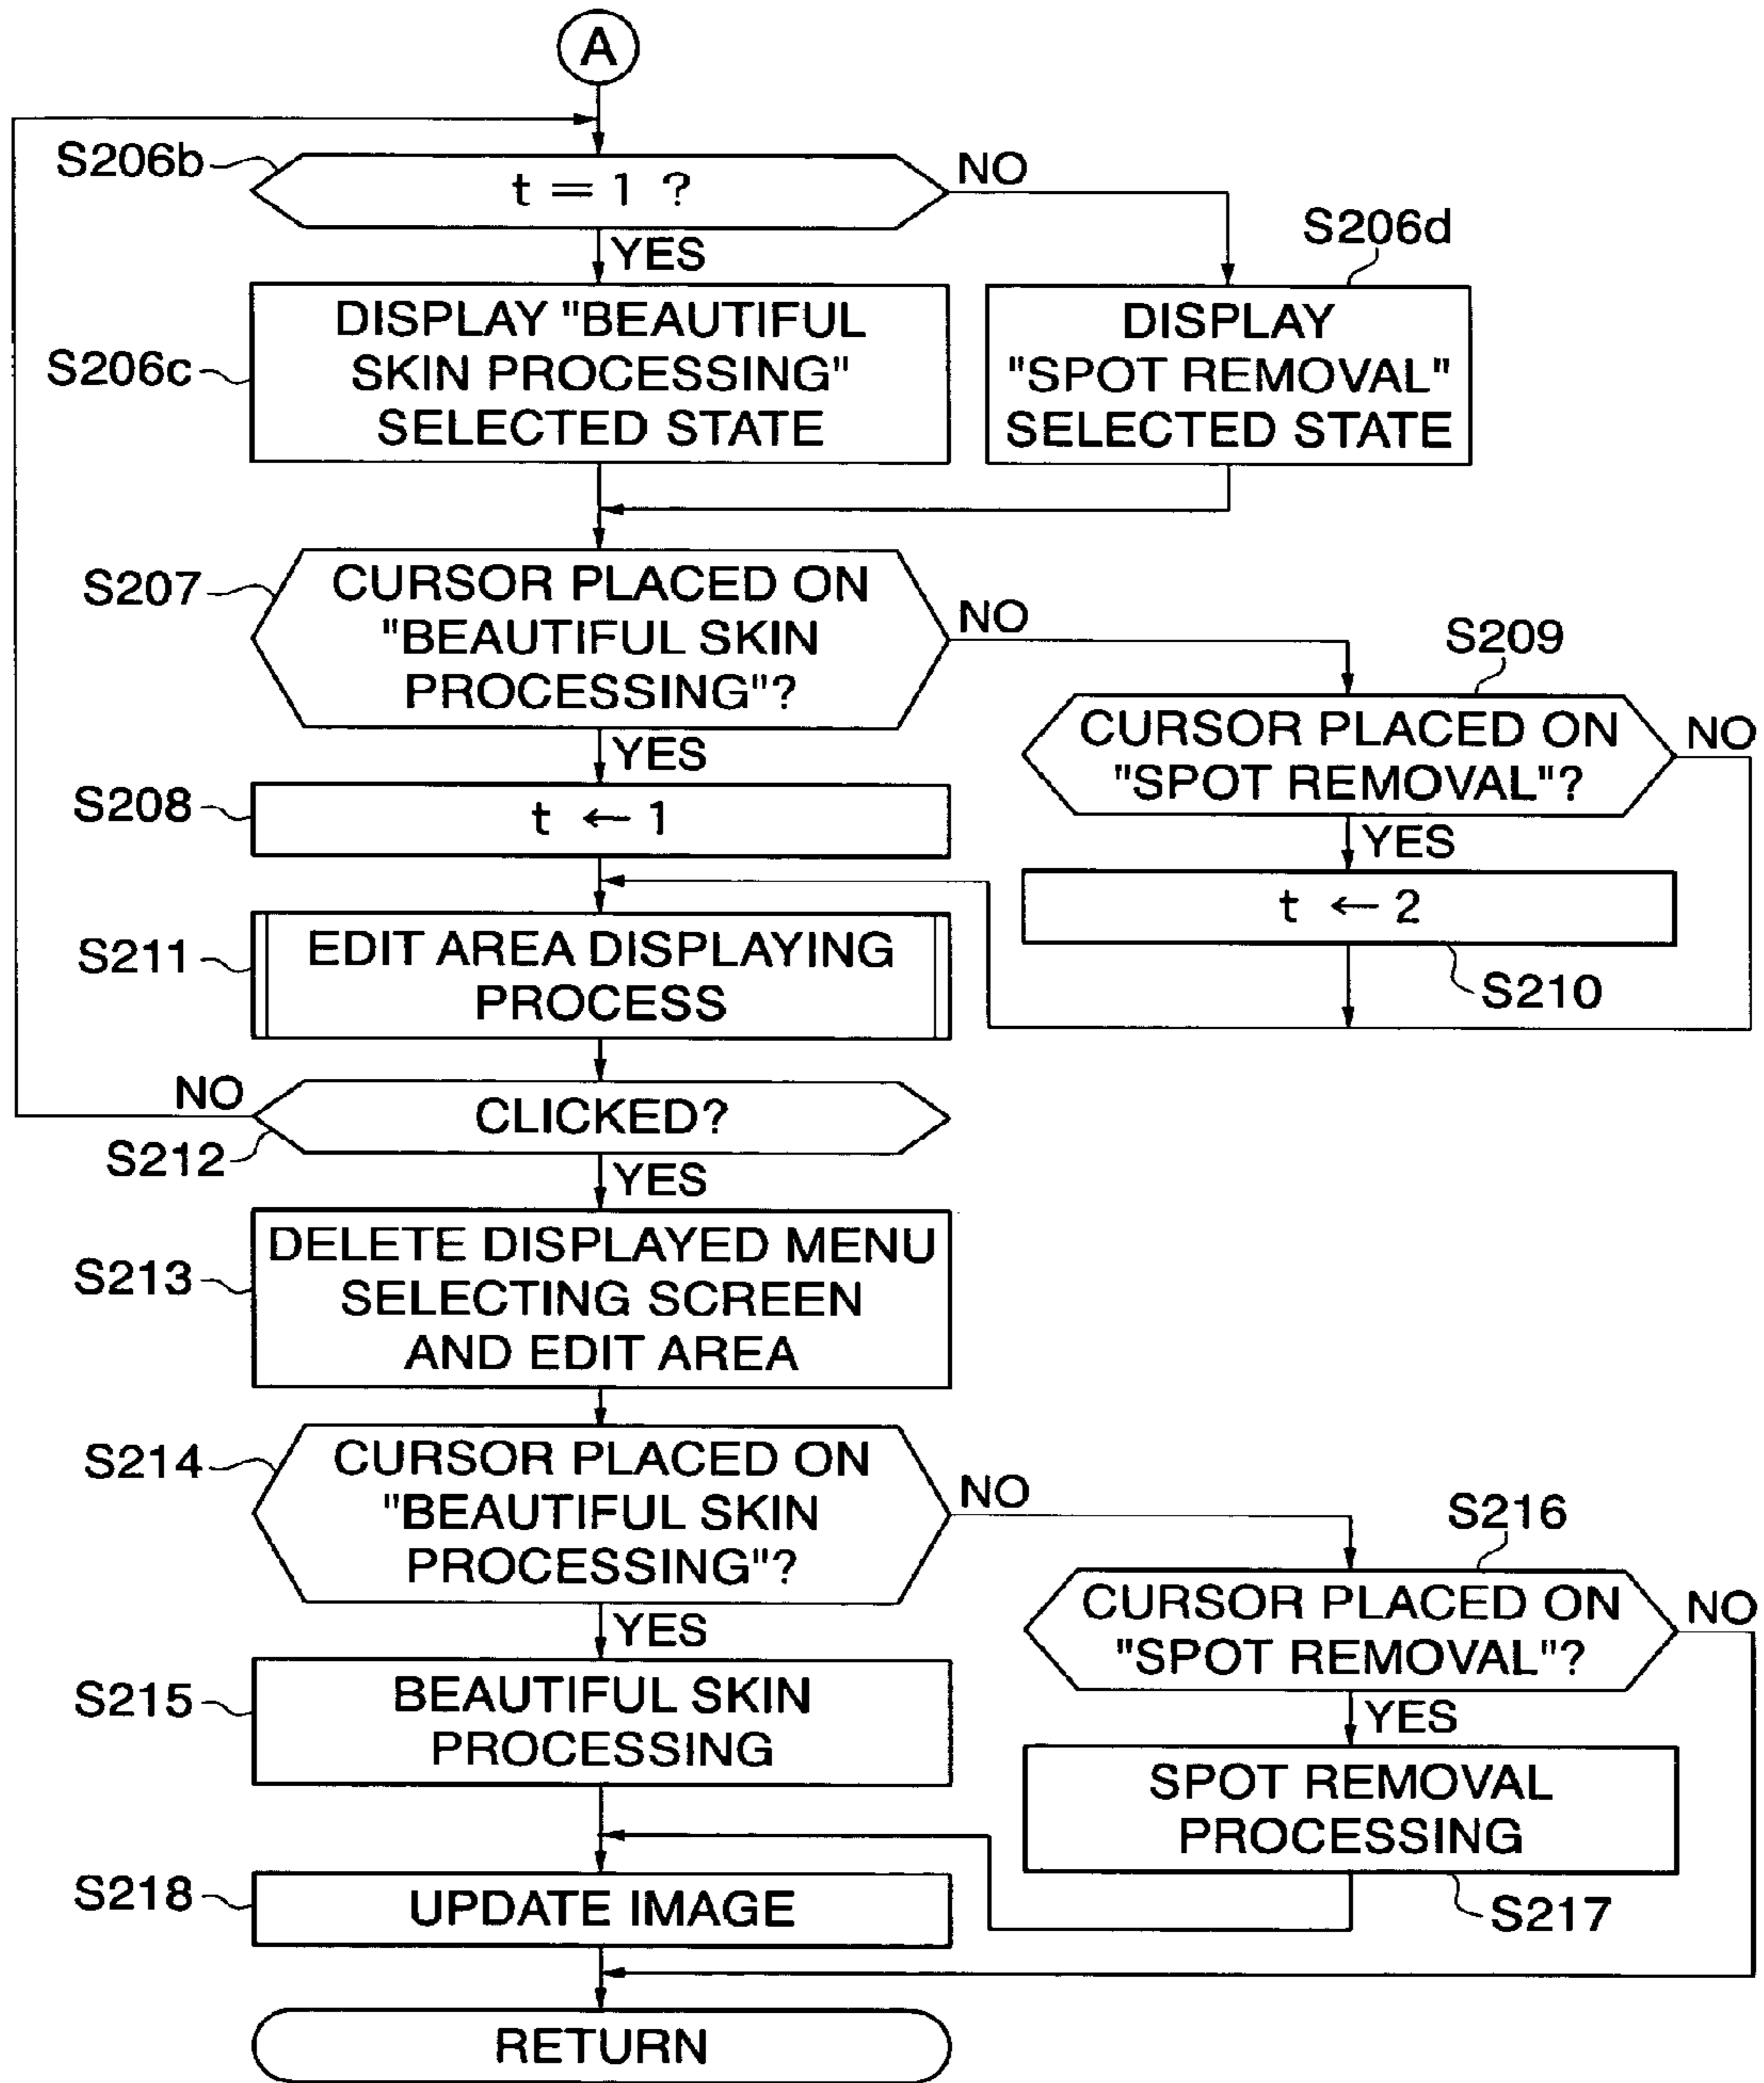 A
S206b
t = 1 ?
NO
YES
S206d
S206c
DISPLAY "BEAUTIFUL
SKIN PROCESSING"
SELECTED STATE
DISPLAY
"SPOT REMOVAL"
SELECTED STATE
S207
CURSOR PLACED ON
"BEAUTIFUL SKIN
PROCESSING"?
NO
YES
S209
CURSOR PLACED ON
"SPOT REMOVAL"?
NO
YES
S208
t ← 1
t ← 2
S210
S211
EDIT AREA DISPLAYING
PROCESS
NO
CLICKED?
S212
YES
S213
DELETE DISPLAYED MENU
SELECTING SCREEN
AND EDIT AREA
S214
CURSOR PLACED ON
"BEAUTIFUL SKIN
PROCESSING"?
NO
YES
S216
CURSOR PLACED ON
"SPOT REMOVAL"?
NO
YES
S215
BEAUTIFUL SKIN
PROCESSING
SPOT REMOVAL
PROCESSING
S217
S218
UPDATE IMAGE
RETURN